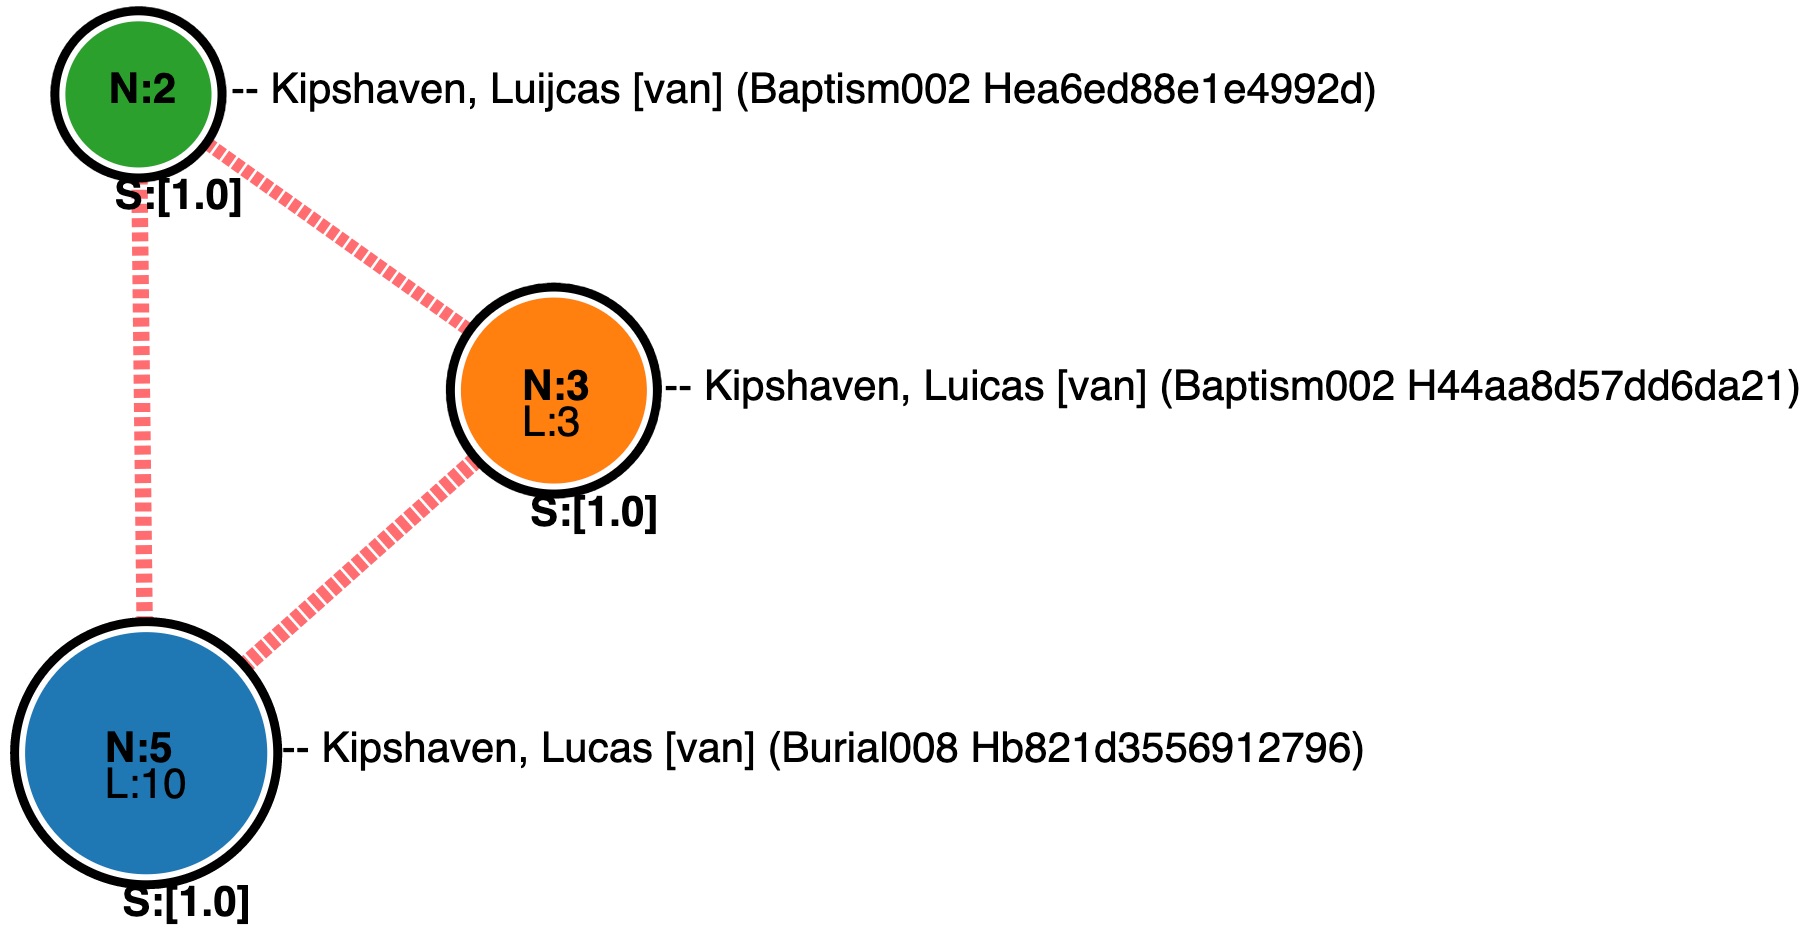 N:2 -- Kipshaven, Luijcas [van] (Baptism002 Hea6ed88e1e4992d)
S:[1.0]
N:3 -- Kipshaven, Luicas [van] (Baptism002 H44aa8d57dd6da21)
L:3
S:[1.0]
N:5 -- Kipshaven, Lucas [van] (Burial008 Hb821d3556912796)
L:10
S:[1.0]